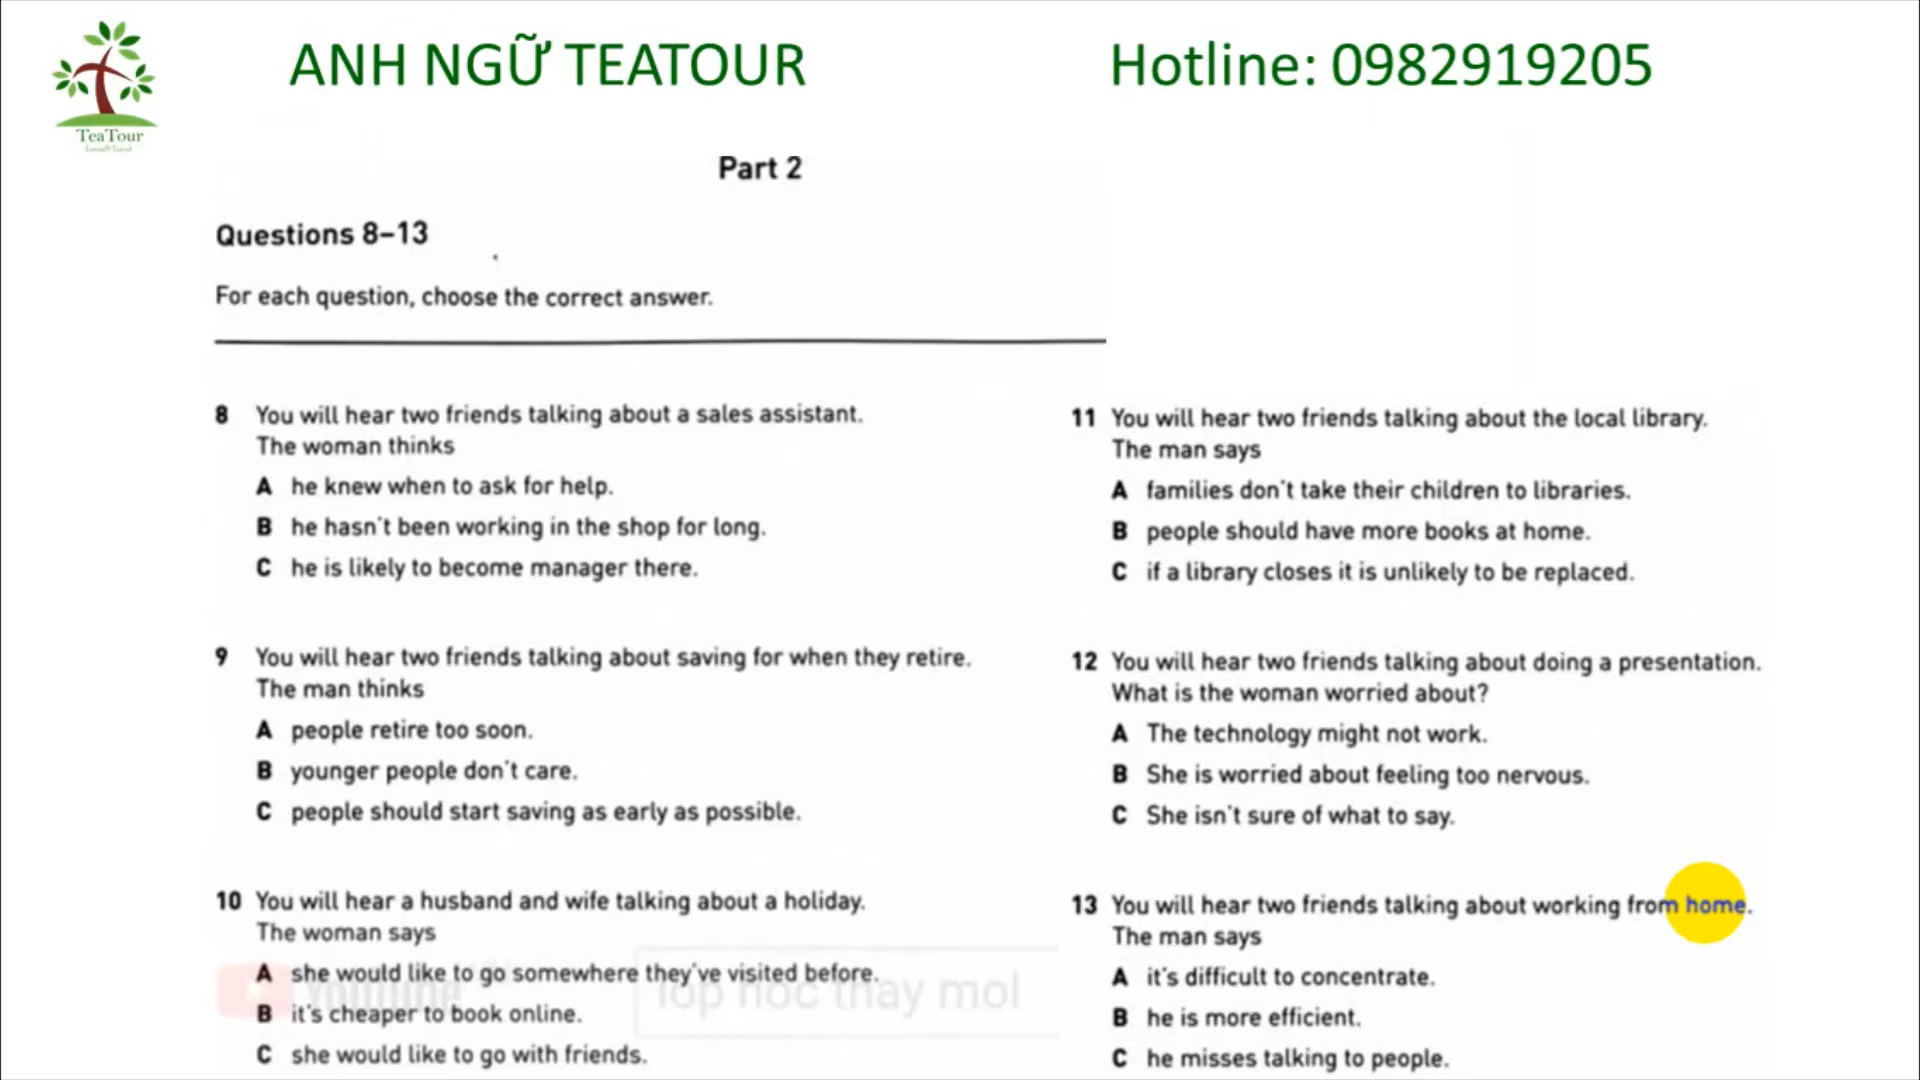 ANH NGỮ TEATOUR
Hotline: 0982919205
TeaTour
Part 2
Questions 8–13
For each question, choose the correct answer.
8 You will hear two friends talking about a sales assistant.
The woman thinks
A he knew when to ask for help.
B he hasn't been working in the shop for long.
C he is likely to become manager there.
9 You will hear two friends talking about saving for when they retire.
The man thinks
A people retire too soon.
B younger people don't care.
C people should start saving as early as possible.
10 You will hear a husband and wife talking about a holiday.
The woman says
A she would like to go somewhere they've visited before.
B it's cheaper to book online.
C she would like to go with friends.
11 You will hear two friends talking about the local library.
The man says
A families don't take their children to libraries.
B people should have more books at home.
C if a library closes it is unlikely to be replaced.
12 You will hear two friends talking about doing a presentation.
What is the woman worried about?
A The technology might not work.
B She is worried about feeling too nervous.
C She isn't sure of what to say.
13 You will hear two friends talking about working from home.
The man says
A it's difficult to concentrate.
B he is more efficient.
C he misses talking to people.